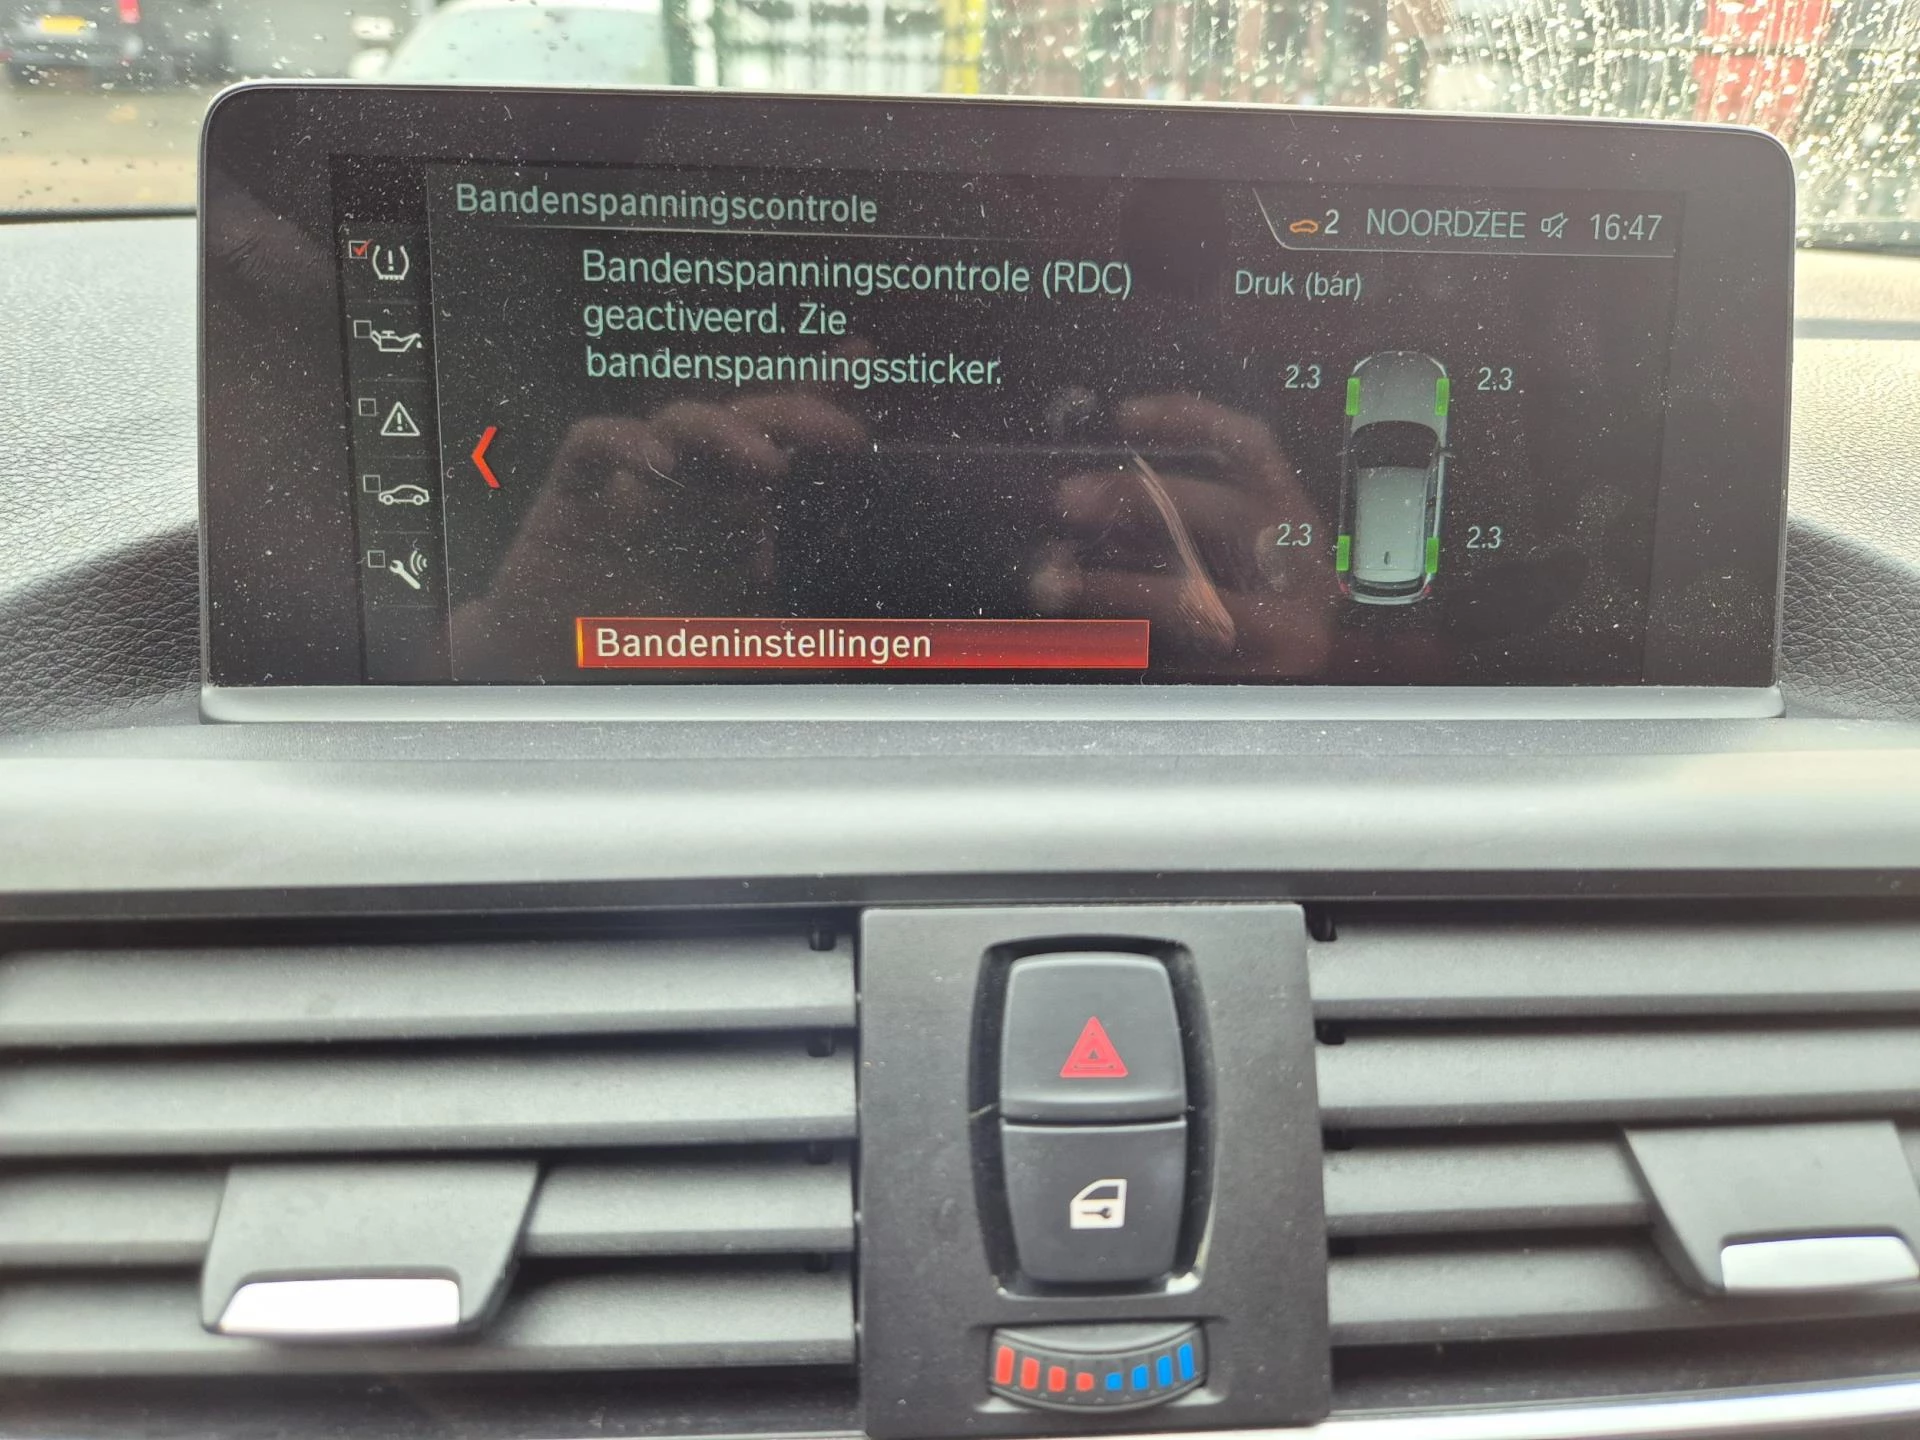 Bandenspanningscontrole
2 NOORDZEE 16:47
Bandenspanningscontrole (RDC)
geactiveerd. Zie
bandenspanningssticker.
Druk (bar)
2.3 2.3
2.3 2.3
Bandeninstellingen